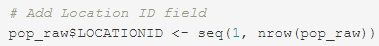 # Add Location ID field
pop_raw$LOCATIONID <- seq(1, nrow(pop_raw))